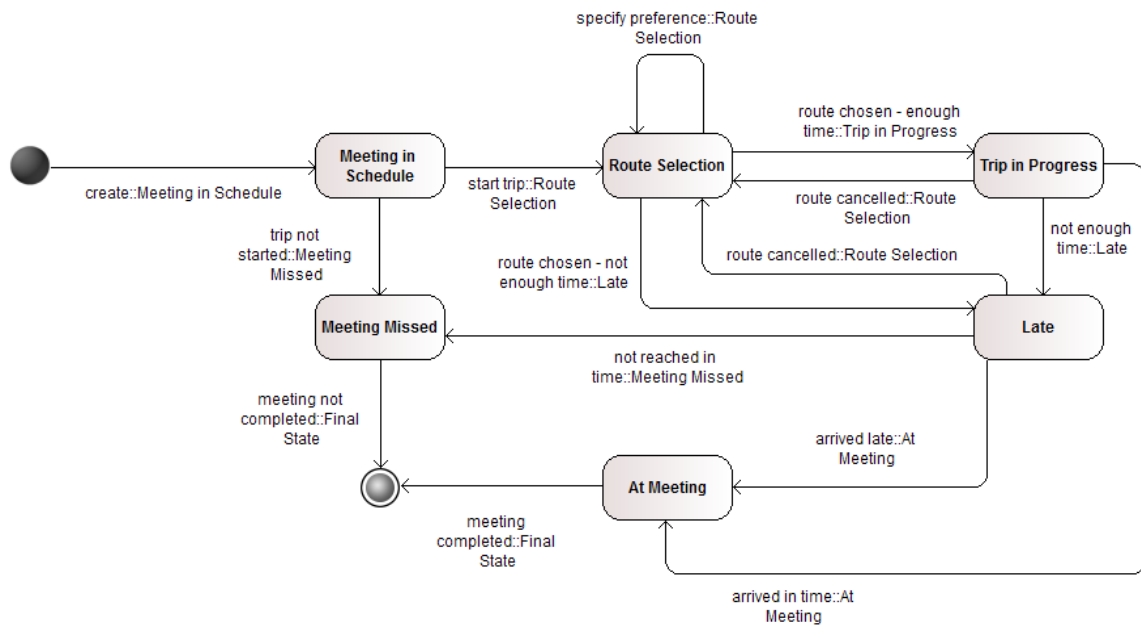 specify preference::Route
Selection
route chosen - enough
time::Trip in Progress
Meeting in
Schedule
Route Selection
Trip in Progress
create::Meeting in Schedule
start trip::Route
Selection
route cancelled::Route
Selection
trip not
started::Meeting
Missed
not enough
time::Late
route cancelled::Route Selection
route chosen - not
enough time::Late
Meeting Missed
Late
not reached in
time::Meeting Missed
meeting not
completed::Final
State
arrived late::At
Meeting
At Meeting
meeting
completed::Final
State
arrived in time::At
Meeting